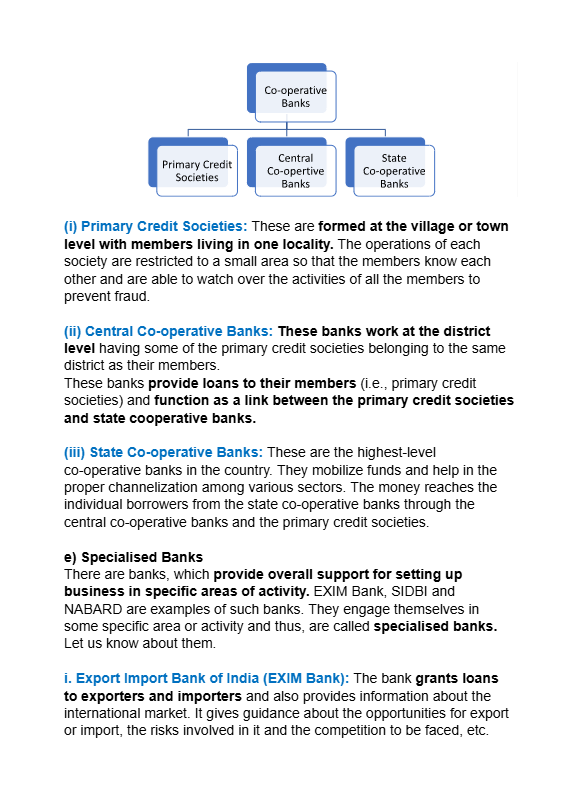 Co-operative
Banks
Primary Credit
Societies
Central
Co-opertive
Banks
State
Co-operative
Banks
(i) Primary Credit Societies: These are formed at the village or town
level with members living in one locality. The operations of each
society are restricted to a small area so that the members know each
other and are able to watch over the activities of all the members to
prevent fraud.
(ii) Central Co-operative Banks: These banks work at the district
level having some of the primary credit societies belonging to the same
district as their members.
These banks provide loans to their members (i.e., primary credit
societies) and function as a link between the primary credit societies
and state cooperative banks.
(iii) State Co-operative Banks: These are the highest-level
co-operative banks in the country. They mobilize funds and help in the
proper channelization among various sectors. The money reaches the
individual borrowers from the state co-operative banks through the
central co-operative banks and the primary credit societies.
e) Specialised Banks
There are banks, which provide overall support for setting up
business in specific areas of activity. EXIM Bank, SIDBI and
NABARD are examples of such banks. They engage themselves in
some specific area or activity and thus, are called specialised banks.
Let us know about them.
i. Export Import Bank of India (EXIM Bank): The bank grants loans
to exporters and importers and also provides information about the
international market. It gives guidance about the opportunities for export
or import, the risks involved in it and the competition to be faced, etc.